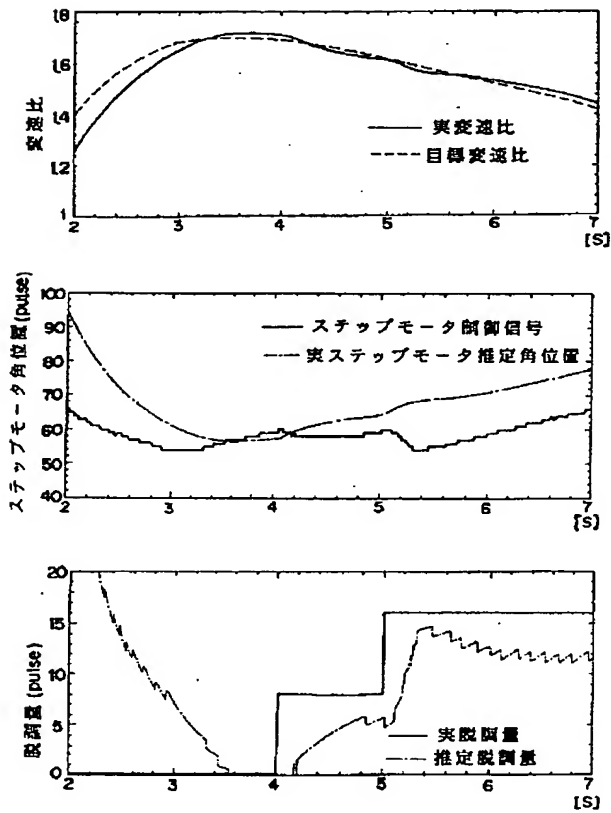 変速比
1.8
1.6
1.4
1.2
1
2
3
4
5
6
7
[S]
実変速比
目標変速比
ステップモータ角位置(pulse)
100
90
80
70
60
50
40
2
3
4
5
6
7
[S]
ステップモータ制御信号
実ステップモータ推定角位置
脱調量(pulse)
20
15
10
5
0
2
3
4
5
6
7
[S]
実脱調量
推定脱調量